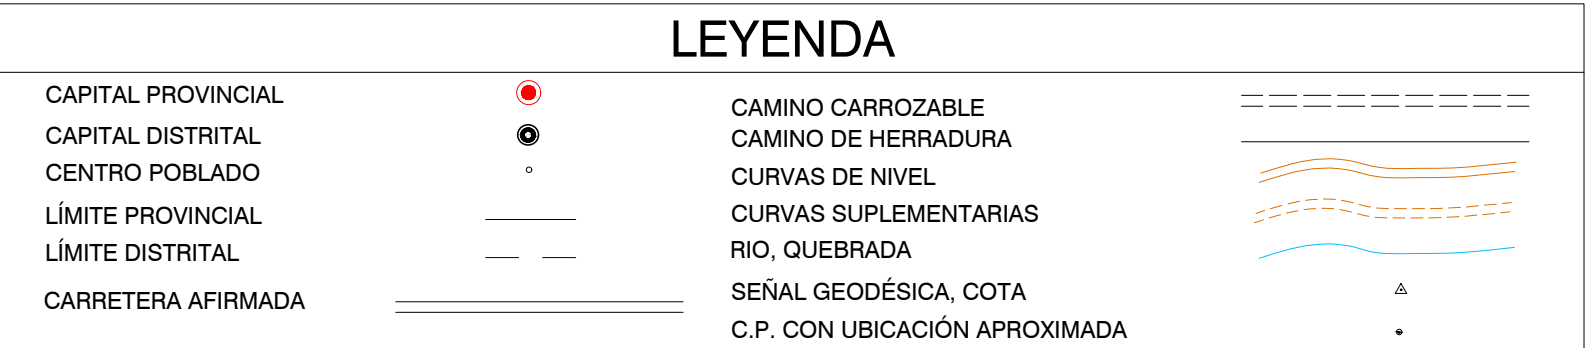 LEYENDA
CAPITAL PROVINCIAL
CAPITAL DISTRITAL
CENTRO POBLADO
LÍMITE PROVINCIAL
LÍMITE DISTRITAL
CARRETERA AFIRMADA
CAMINO CARROZABLE
CAMINO DE HERRADURA
CURVAS DE NIVEL
CURVAS SUPLEMENTARIAS
RIO, QUEBRADA
SEÑAL GEODÉSICA, COTA
C.P. CON UBICACIÓN APROXIMADA